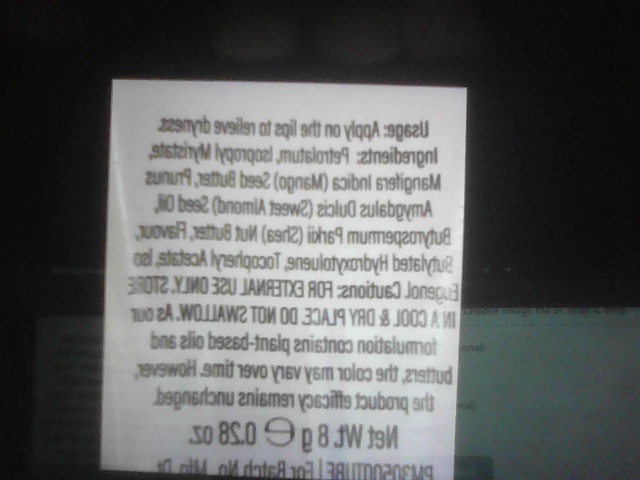 Usage: Apply on the lips to relieve dryness.
Ingredients: Petrolatum, Isopropyl Myristate,
Mangifera Indica (Mango) Seed Butter, Prunus
Amygdalus Dulcis (Sweet Almond) Seed Oil,
Butyrospermum Parkii (Shea) Nut Butter, Flavour,
Butylated Hydroxytoluene, Tocopheryl Acetate, Iso
Eugenol. Cautions: FOR EXTERNAL USE ONLY. STORE
IN A COOL & DRY PLACE. DO NOT SWALLOW. As our
formulation contains plant-based oils and
butters, the color may vary over time. However,
the product efficacy remains unchanged.
Net Wt. 8 g ℮ 0.28 oz.
For Batch No. Mfg. Dt